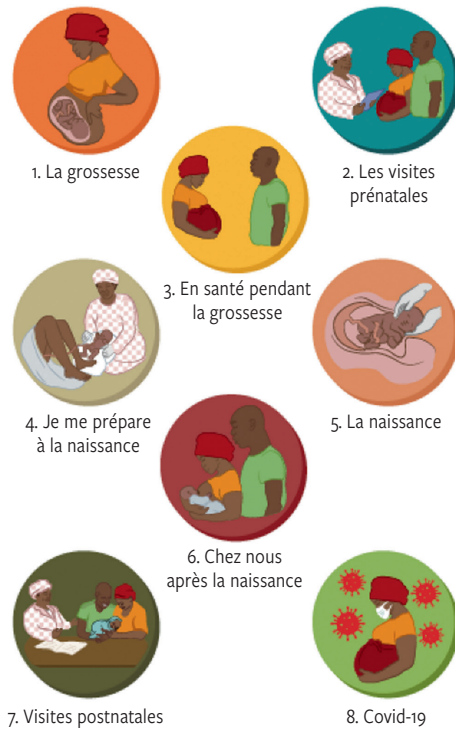 1. La grossesse
2. Les visites
prénatales
3. En santé pendant
la grossesse
4. Je me prépare
à la naissance
5. La naissance
6. Chez nous
après la naissance
7. Visites postnatales
8. Covid-19